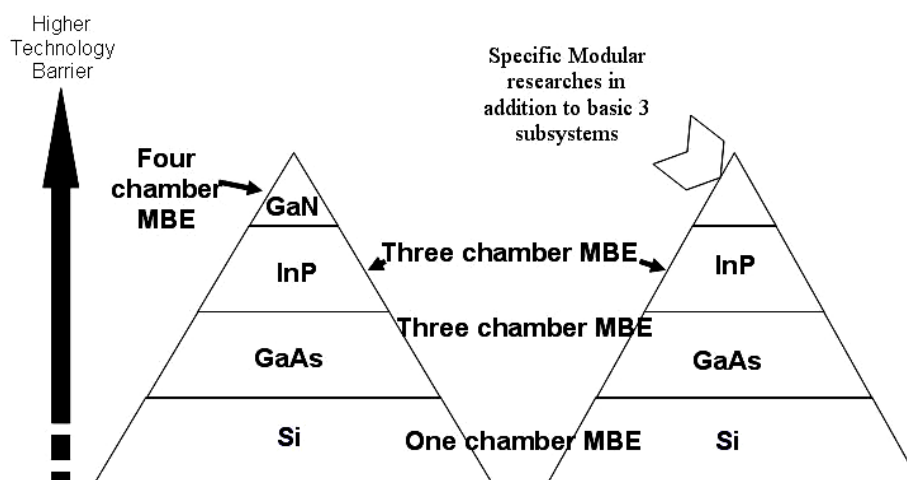 Higher
Technology
Barrier
Specific Modular
researches in
addition to basic 3
subsystems
Four
chamber
MBE
GaN
Three chamber MBE
InP
InP
Three chamber MBE
GaAs
GaAs
Si
One chamber MBE
Si